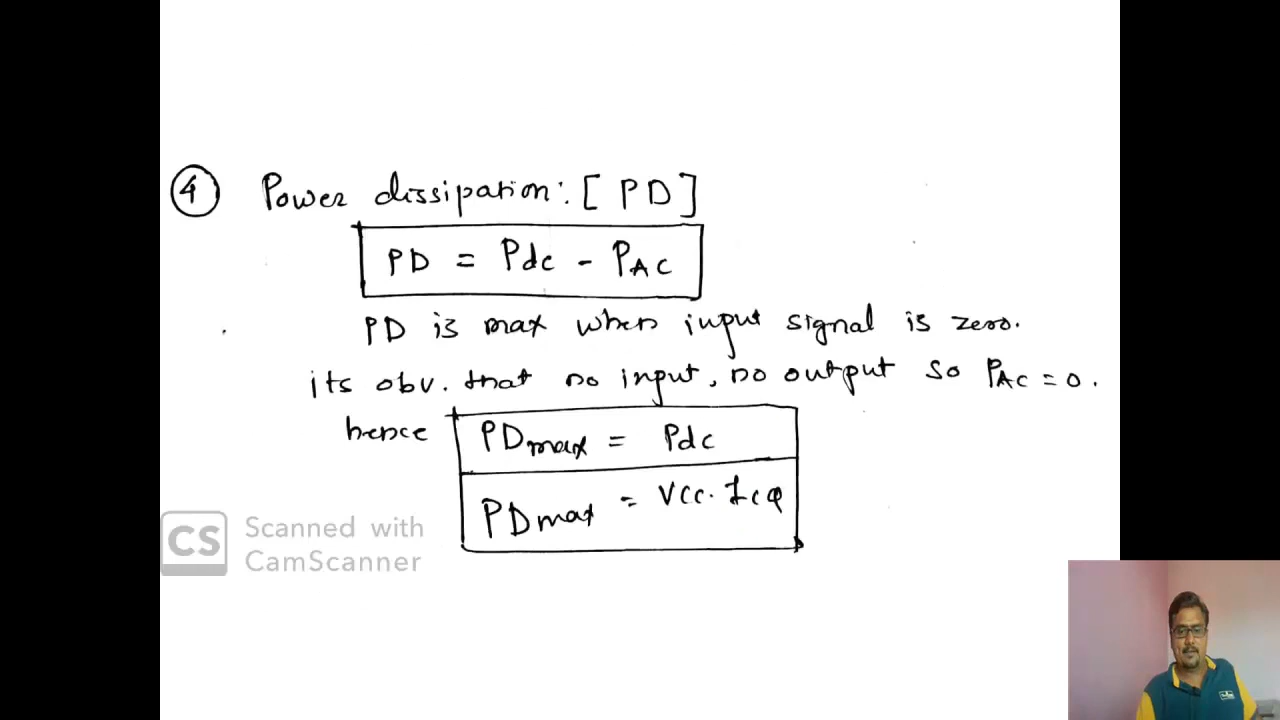 4 Power dissipation: [PD]
PD = Pdc - PAC
PD is max when input signal is zero.
its obv. that no input, no output so PAC = 0.
hence PDmax = Pdc
PDmax = VCC. ICQ
CS Scanned with
CamScanner